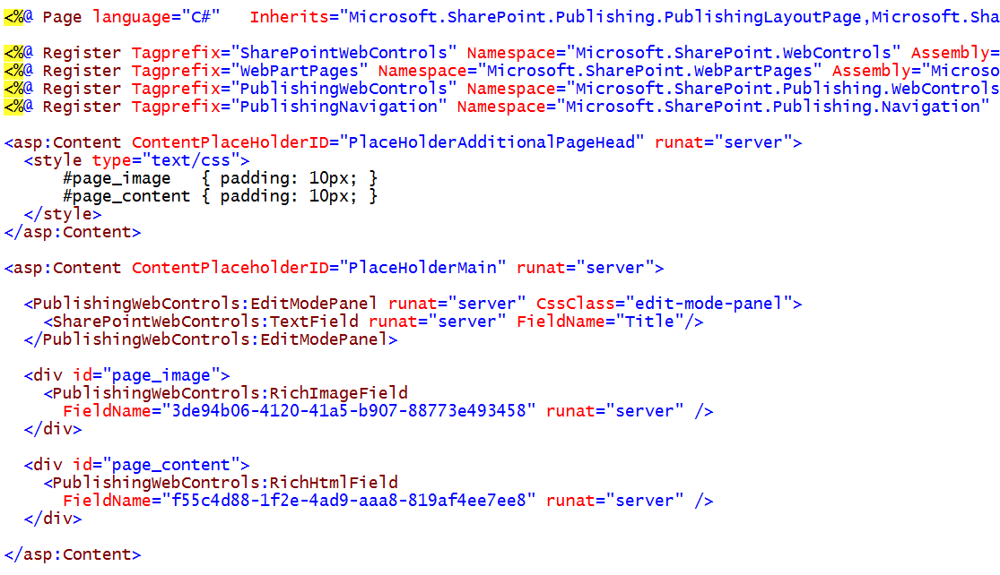 <%@ Page language="C#"   Inherits="Microsoft.SharePoint.Publishing.PublishingLayoutPage,Microsoft.Sha

<%@ Register Tagprefix="SharePointWebControls" Namespace="Microsoft.SharePoint.WebControls" Assembly=
<%@ Register Tagprefix="WebPartPages" Namespace="Microsoft.SharePoint.WebPartPages" Assembly="Microso
<%@ Register Tagprefix="PublishingWebControls" Namespace="Microsoft.SharePoint.Publishing.WebControls
<%@ Register Tagprefix="PublishingNavigation" Namespace="Microsoft.SharePoint.Publishing.Navigation"

<asp:Content ContentPlaceHolderID="PlaceHolderAdditionalPageHead" runat="server">
  <style type="text/css">
      #page_image   { padding: 10px; }
      #page_content { padding: 10px; }
  </style>
</asp:Content>

<asp:Content ContentPlaceholderID="PlaceHolderMain" runat="server">

  <PublishingWebControls:EditModePanel runat="server" CssClass="edit-mode-panel">
    <SharePointWebControls:TextField runat="server" FieldName="Title"/>
  </PublishingWebControls:EditModePanel>

  <div id="page_image">
    <PublishingWebControls:RichImageField
      FieldName="3de94b06-4120-41a5-b907-88773e493458" runat="server" />
  </div>

  <div id="page_content">
    <PublishingWebControls:RichHtmlField
      FieldName="f55c4d88-1f2e-4ad9-aaa8-819af4ee7ee8" runat="server" />
  </div>

</asp:Content>